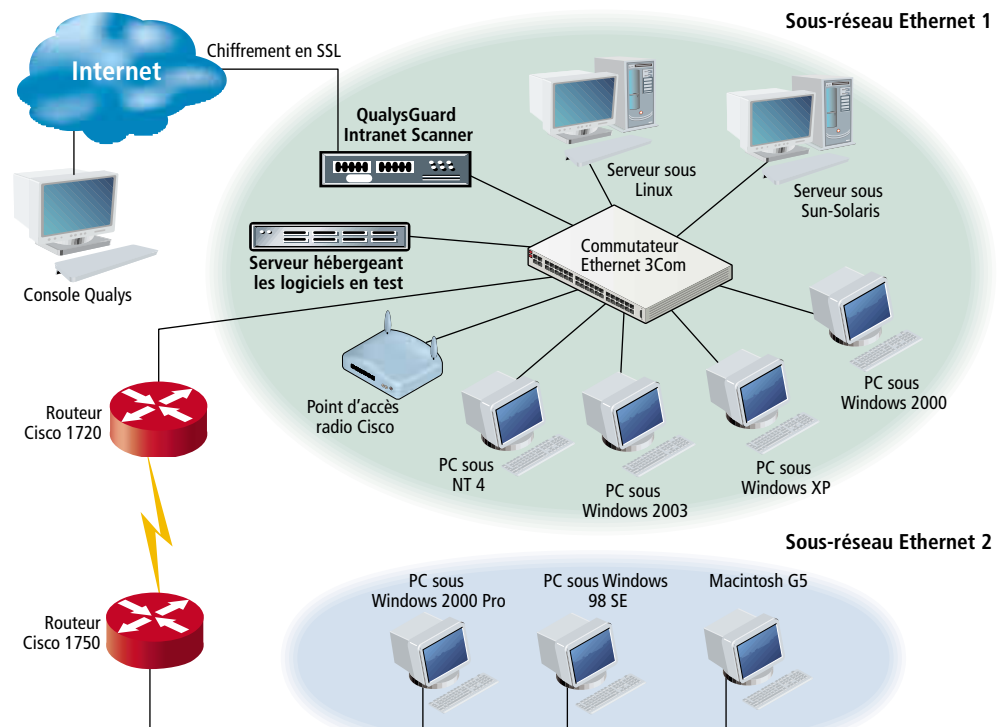 Sous-réseau Ethernet 1
Chiffrement en SSL
Internet
QualysGuard
Intranet Scanner
Serveur sous
Linux
Serveur sous
Sun-Solaris
Console Qualys
Serveur hébergeant
les logiciels en test
Commutateur
Ethernet 3Com
Routeur
Cisco 1720
Point d'accès
radio Cisco
PC sous
Windows 2000
PC sous
NT 4
PC sous
Windows 2003
PC sous
Windows XP
Sous-réseau Ethernet 2
Routeur
Cisco 1750
PC sous
Windows 2000 Pro
PC sous Windows
98 SE
Macintosh G5